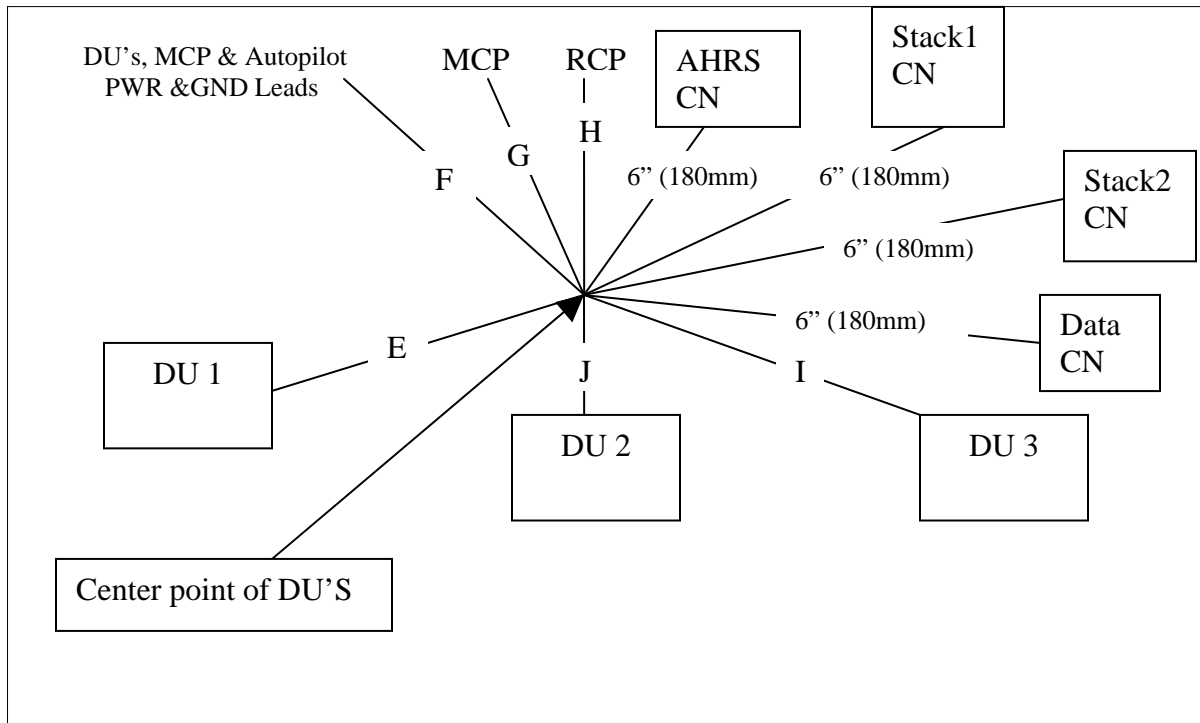 DU’s, MCP & Autopilot
PWR &GND Leads
MCP
RCP
AHRS
CN
Stack1
CN
F
G
H
6” (180mm)
6” (180mm)
Stack2
CN
6” (180mm)
6” (180mm)
Data
CN
DU 1
E
J
I
DU 2
DU 3
Center point of DU’S